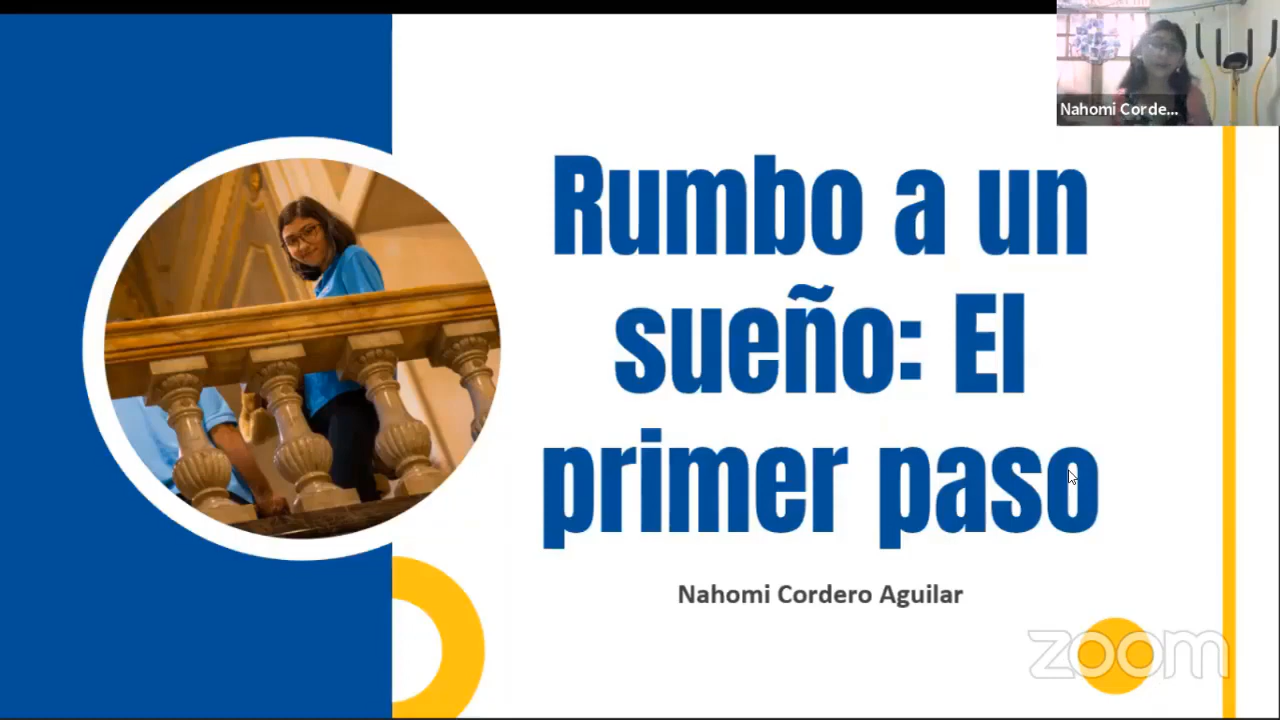 Nahomi Corde...
Rumbo a un
sueño: El
primer paso
Nahomi Cordero Aguilar
zoom